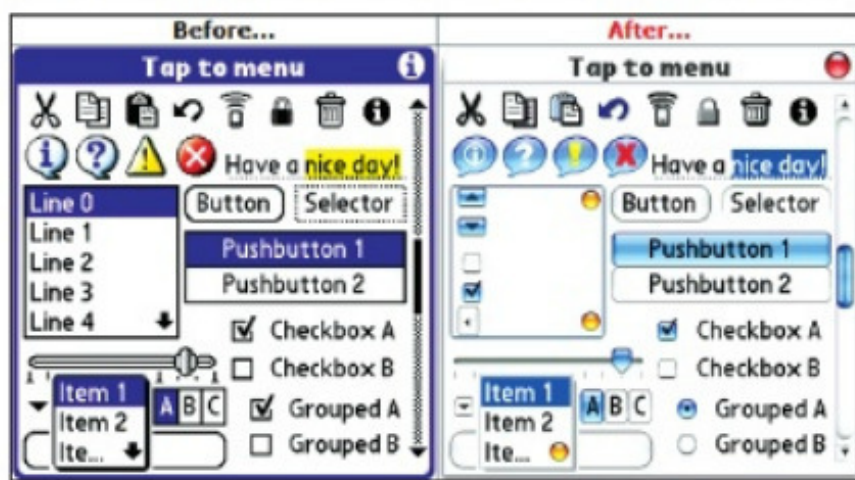 Before...
After...
Tap to menu
Have a nice day!
Line 0
Line 1
Line 2
Line 3
Line 4
Button
Selector
Pushbutton 1
Pushbutton 2
Checkbox A
Checkbox B
Item 1
Item 2
Ite...
A B C
Grouped A
Grouped B
Tap to menu
Have a nice day!
Button
Selector
Pushbutton 1
Pushbutton 2
Checkbox A
Checkbox B
Item 1
Item 2
Ite...
A B C
Grouped A
Grouped B